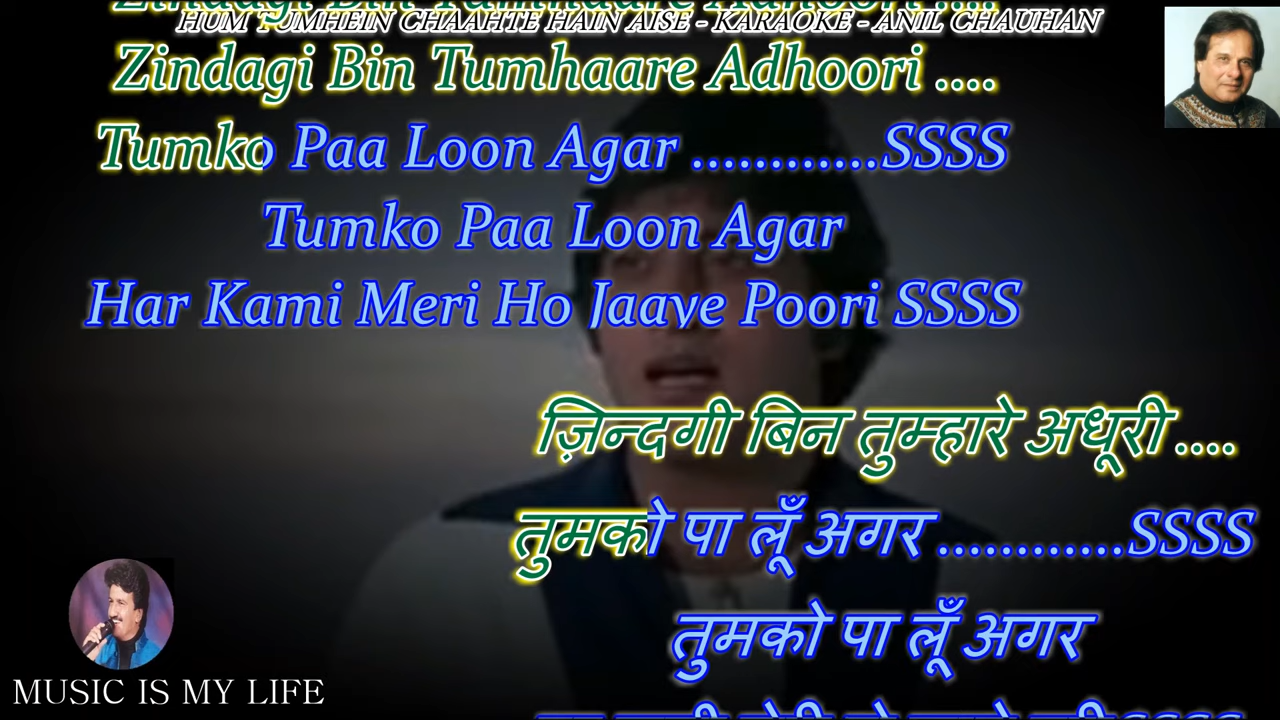 HUM TUMHEIN CHAAHTE HAIN AISE - KARAOKE - ANIL CHAUHAN
Zindagi Bin Tumhaare Adhoori ....
Tumko Paa Loon Agar ............SSSS
Tumko Paa Loon Agar
Har Kami Meri Ho Jaaye Poori SSSS
ज़िन्दगी बिन तुम्हारे अधूरी ....
तुमको पा लूँ अगर ............SSSS
तुमको पा लूँ अगर
MUSIC IS MY LIFE